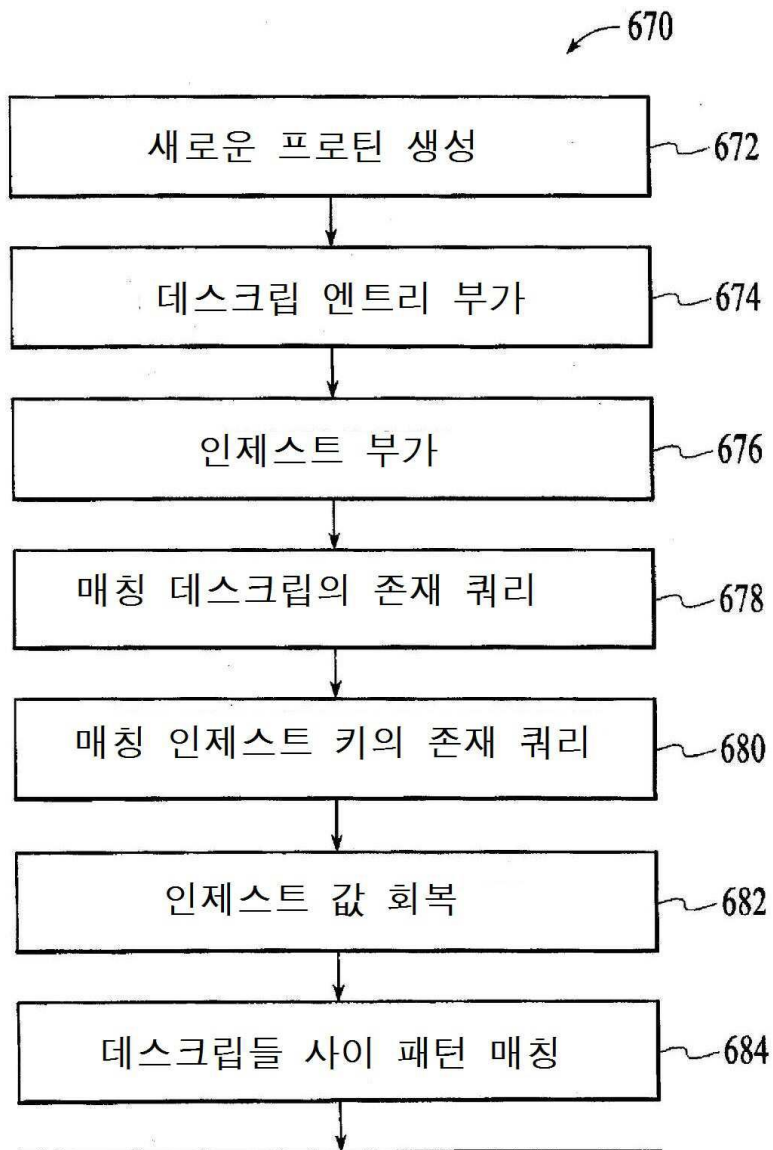 670
새로운 프로틴 생성
672
데스크립 엔트리 부가
674
인제스트 부가
676
매칭 데스크립의 존재 쿼리
678
매칭 인제스트 키의 존재 쿼리
680
인제스트 값 회복
682
데스크립들 사이 패턴 매칭
684